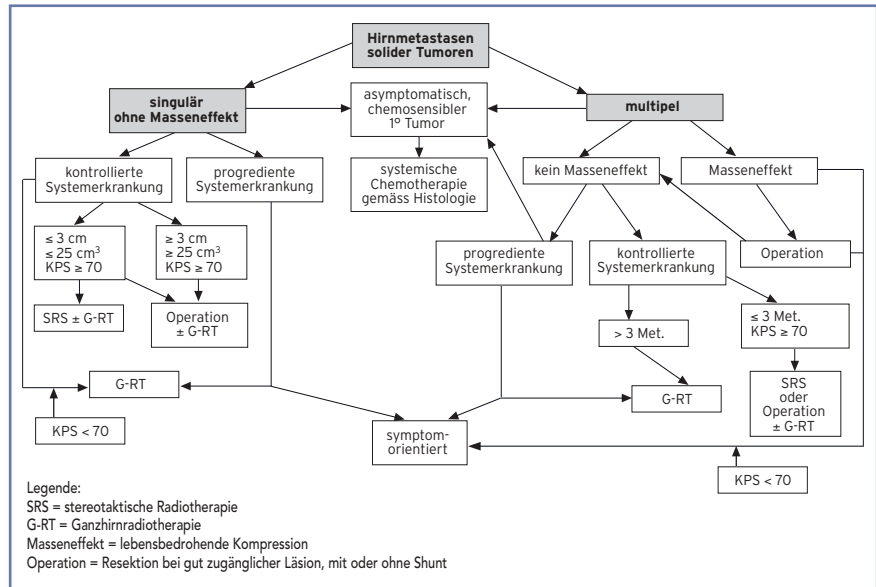 Hirnmetastasen
solider Tumoren
singulär
ohne Masseneffekt
asymptomatisch,
chemosensibler
1° Tumor
multipel
kontrollierte
Systemerkrankung
progrediente
Systemerkrankung
systemische
Chemotherapie
gemäss Histologie
kein Masseneffekt
Masseneffekt
≤ 3 cm
≤ 25 cm³
KPS ≥ 70
≥ 3 cm
≥ 25 cm³
KPS ≥ 70
progrediente
Systemerkrankung
kontrollierte
Systemerkrankung
Operation
SRS ± G-RT
Operation
± G-RT
> 3 Met.
≤ 3 Met.
KPS ≥ 70
G-RT
G-RT
SRS
oder
Operation
± G-RT
KPS < 70
symptom-
orientiert
KPS < 70
Legende:
SRS = stereotaktische Radiotherapie
G-RT = Ganzhirnradiotherapie
Masseneffekt = lebensbedrohende Kompression
Operation = Resektion bei gut zugänglicher Läsion, mit oder ohne Shunt